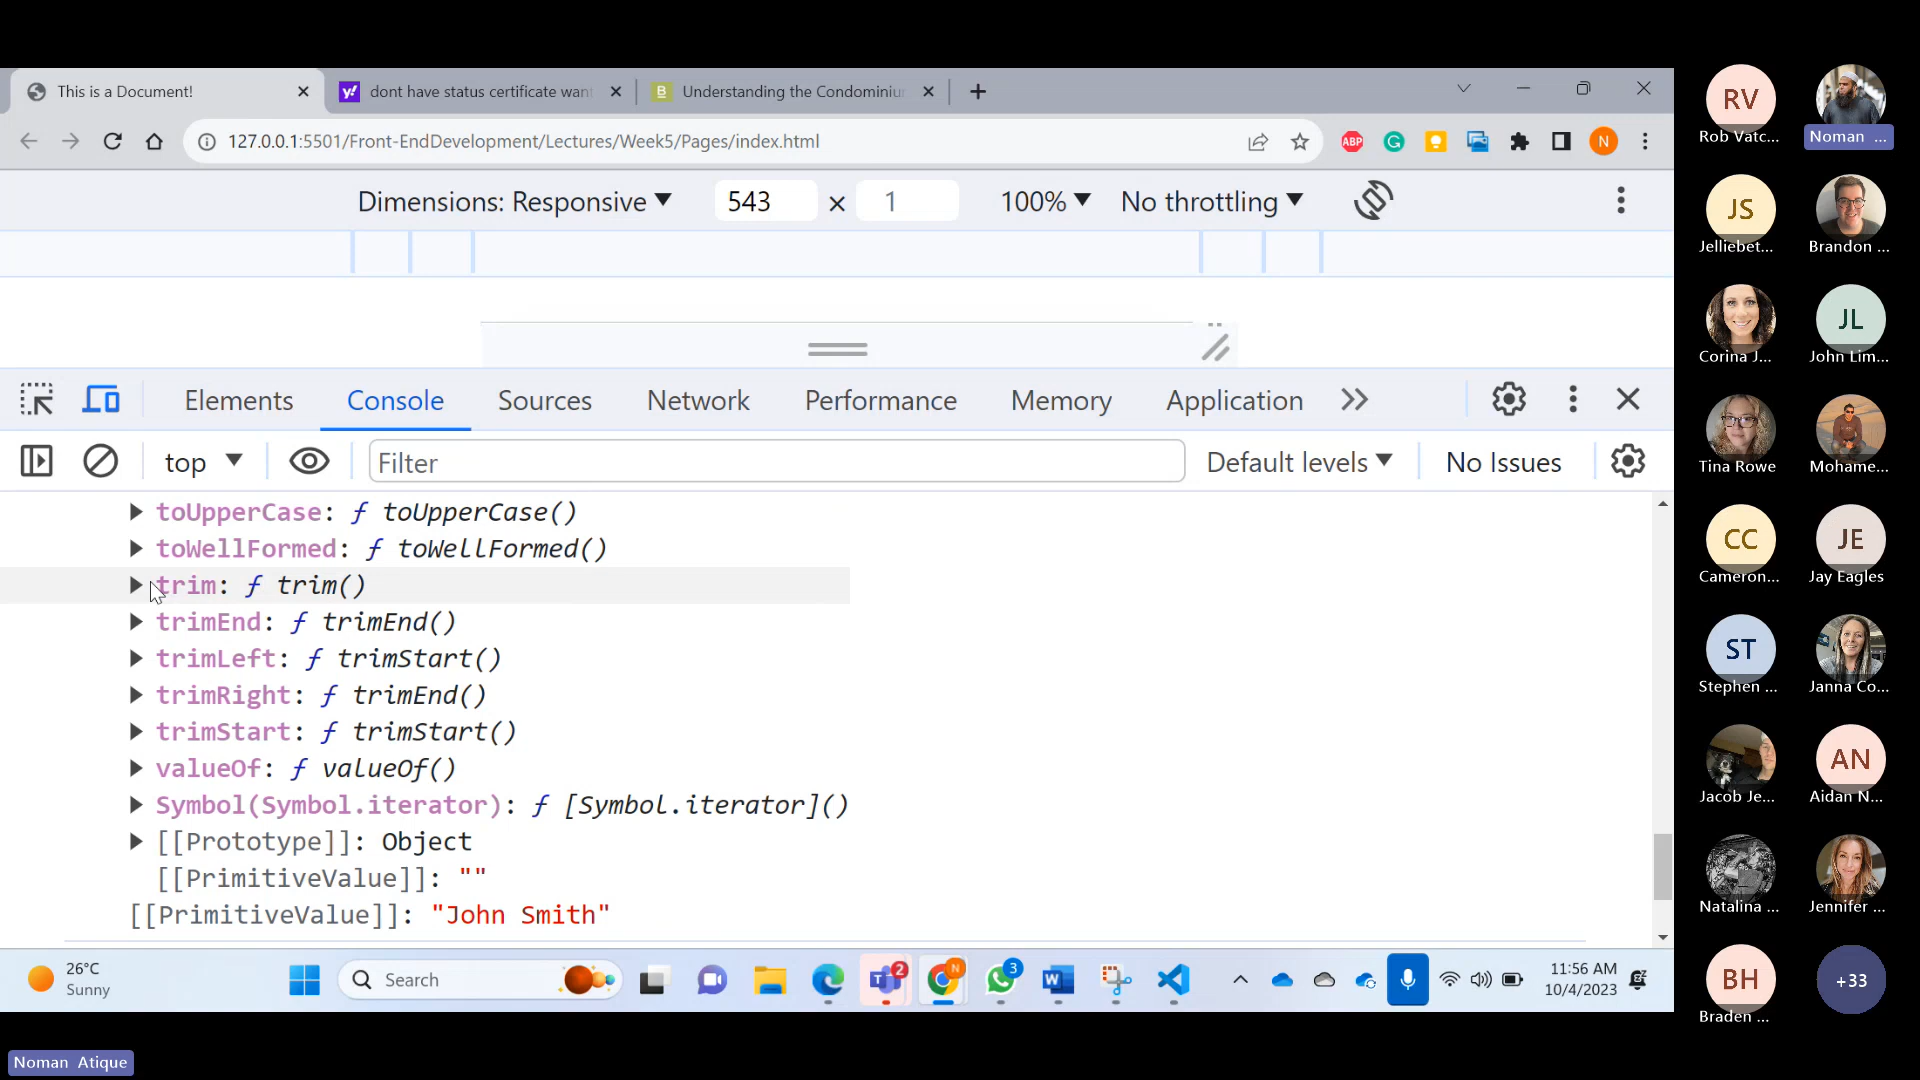 This is a Document!
dont have status certificate wan
Understanding the Condominiu
127.0.0.1:5501/Front-EndDevelopment/Lectures/Week5/Pages/index.html
ABP
G
N
Dimensions: Responsive
543 × 1
100%
No throttling
Elements
Console
Sources
Network
Performance
Memory
Application
top
Filter
Default levels
No Issues
toUpperCase: ƒ toUpperCase()
toWellFormed: ƒ toWellFormed()
trim: ƒ trim()
trimEnd: ƒ trimEnd()
trimLeft: ƒ trimStart()
trimRight: ƒ trimEnd()
trimStart: ƒ trimStart()
valueOf: ƒ valueOf()
Symbol(Symbol.iterator): ƒ [Symbol.iterator]()
[[Prototype]]: Object
[[PrimitiveValue]]: ""
[[PrimitiveValue]]: "John Smith"
26°C
Sunny
Search
2
N
3
11:56 AM
10/4/2023
RV
Rob Vatc...
Noman ...
JS
Jelliebet...
Brandon ...
Corina J...
JL
John Lim...
Tina Rowe
Mohame...
CC
Cameron...
JE
Jay Eagles
ST
Stephen ...
Janna Co...
Jacob Je...
AN
Aidan N...
Natalina ...
Jennifer ...
BH
Braden ...
+33
Noman Atique